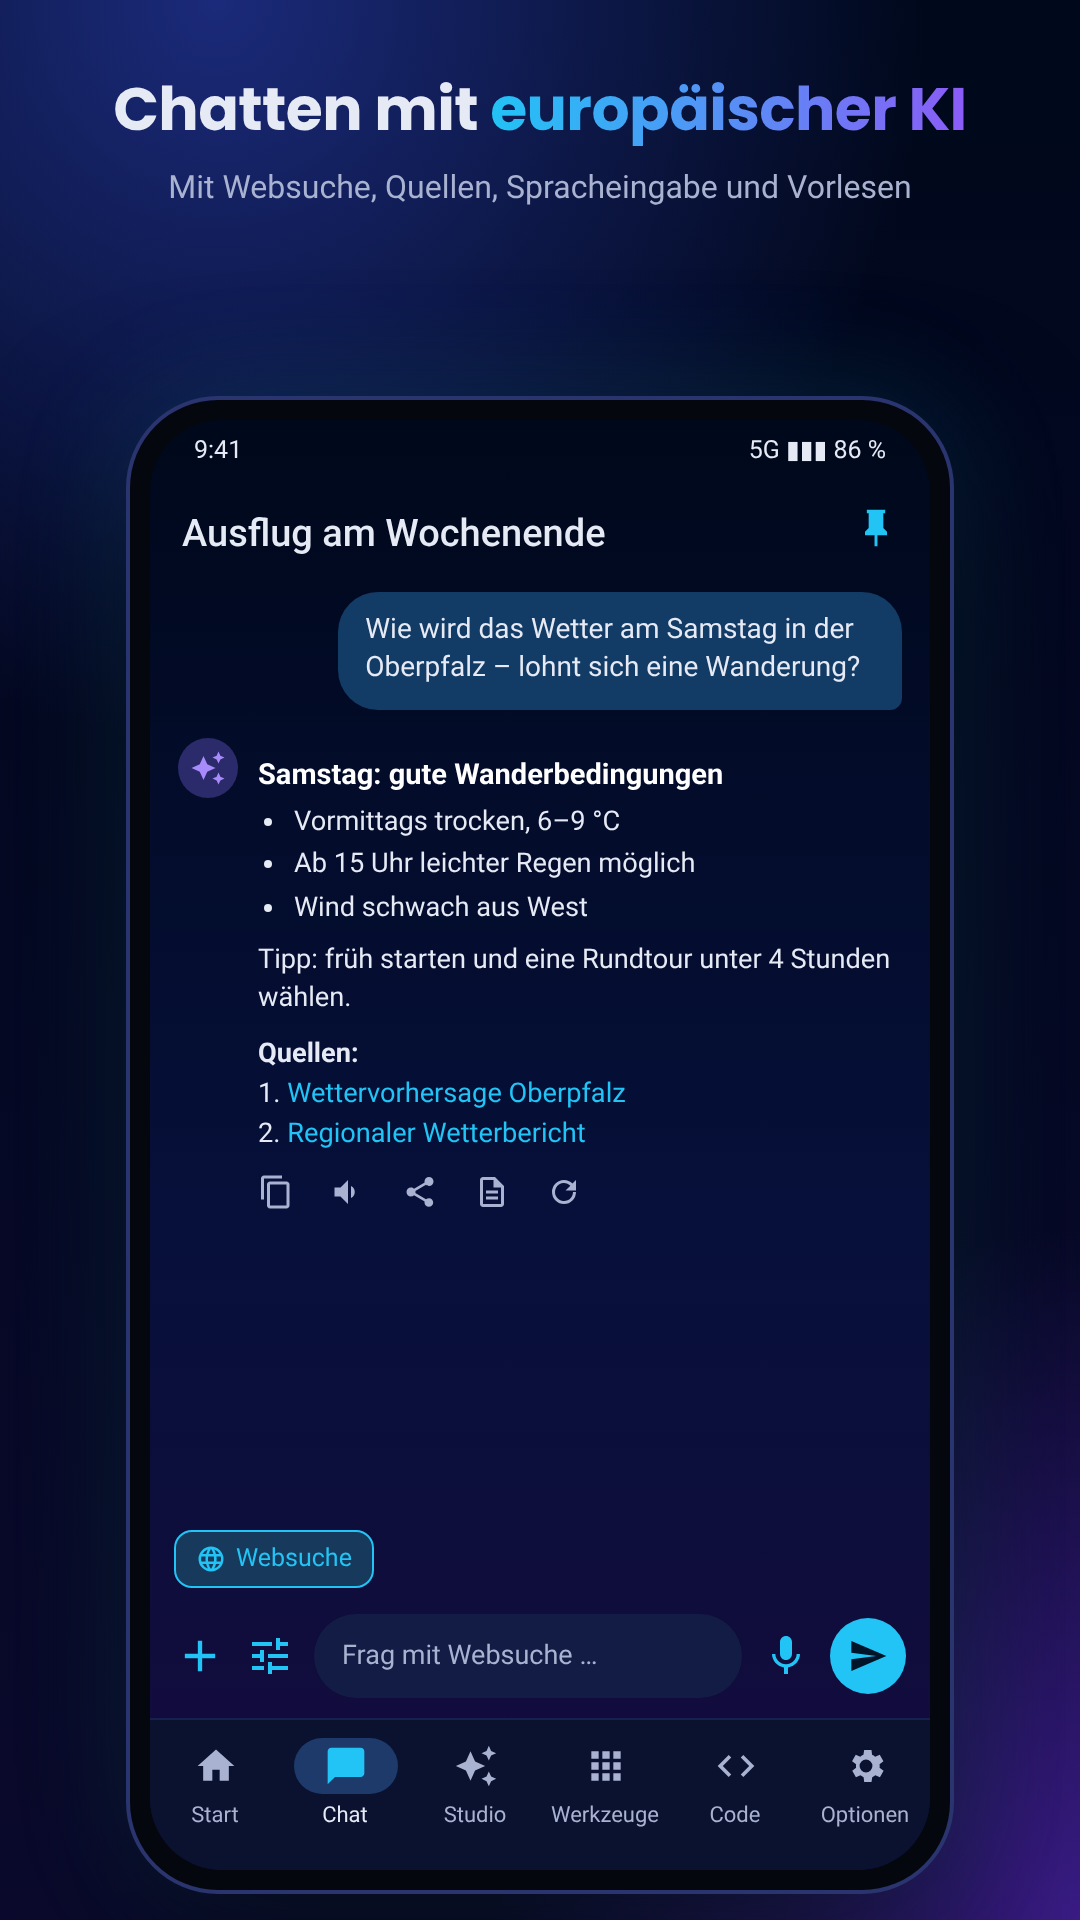 Chatten mit europäischer KI
Mit Websuche, Quellen, Spracheingabe und Vorlesen
9:41
5G ▮▮▮ 86 %
Ausflug am Wochenende
Wie wird das Wetter am Samstag in der
Oberpfalz – lohnt sich eine Wanderung?
Samstag: gute Wanderbedingungen
• Vormittags trocken, 6–9 °C
• Ab 15 Uhr leichter Regen möglich
• Wind schwach aus West
Tipp: früh starten und eine Rundtour unter 4 Stunden
wählen.
Quellen:
1. Wettervorhersage Oberpfalz
2. Regionaler Wetterbericht
Websuche
Frag mit Websuche ...
Start
Chat
Studio
Werkzeuge
Code
Optionen